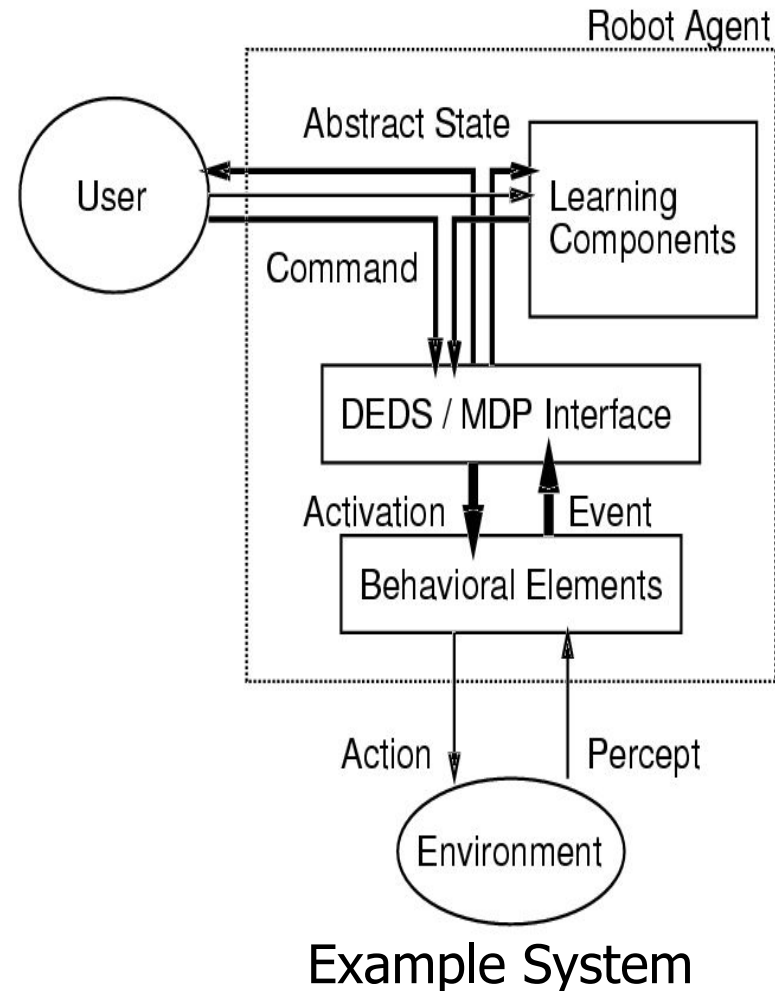 Robot Agent
Abstract State
User
Learning
Components
Command
DEDS / MDP Interface
Activation
Event
Behavioral Elements
Action
Percept
Environment
Example System